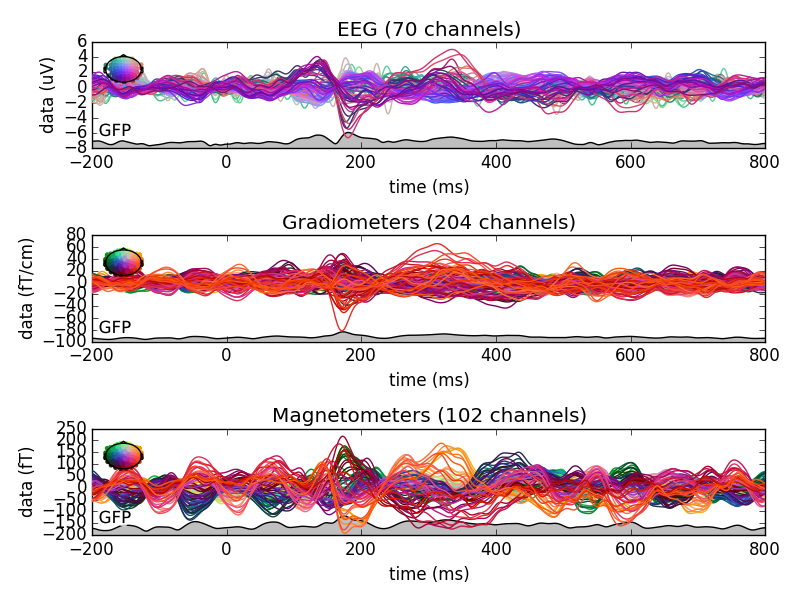 EEG (70 channels)
data (uV)
6
4
2
0
−2
−4
−6
−8
GFP
−200 0 200 400 600 800
time (ms)
Gradiometers (204 channels)
data (fT/cm)
80
60
40
20
0
−20
−40
−60
−80
−100
GFP
−200 0 200 400 600 800
time (ms)
Magnetometers (102 channels)
data (fT)
250
200
150
100
50
0
−50
−100
−150
−200
GFP
−200 0 200 400 600 800
time (ms)